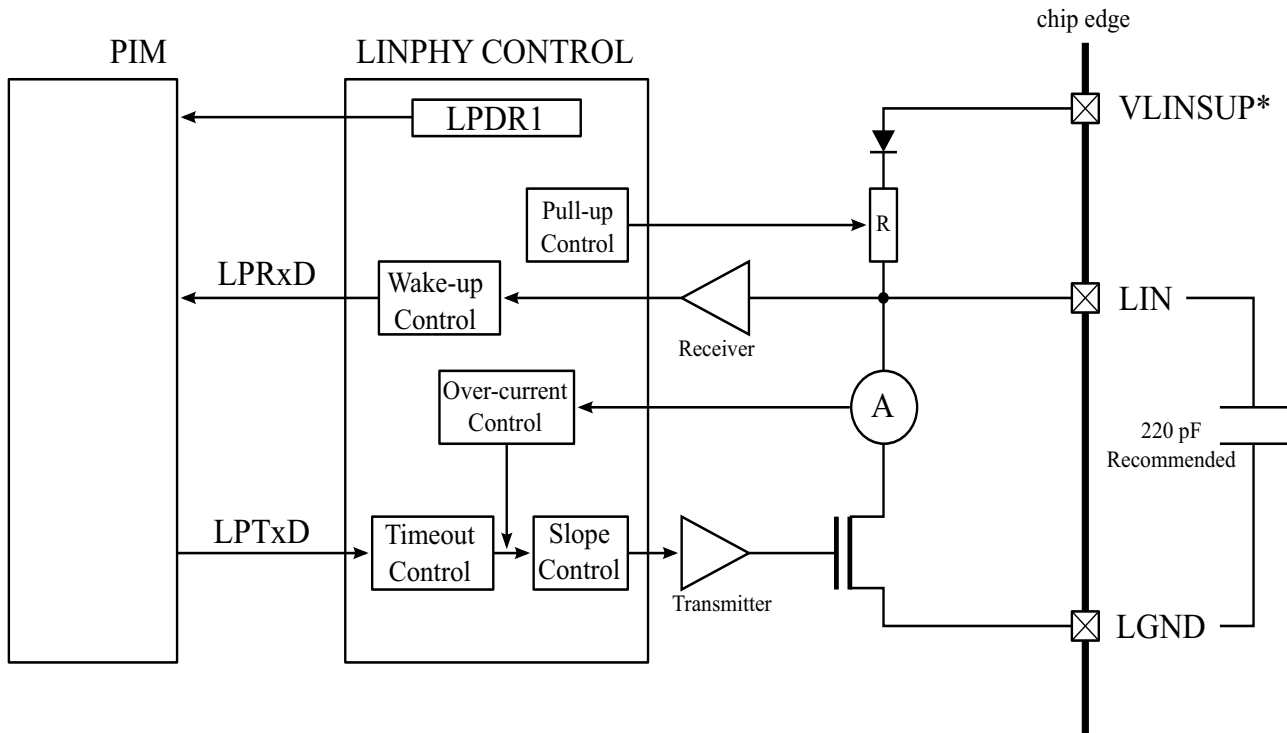 chip edge
PIM
LINPHY CONTROL
VLINSUP*
LPDR1
Pull-up
Control
R
LPRxD
Wake-up
Control
Receiver
LIN
Over-current
Control
A
220 pF
Recommended
LPTxD
Timeout
Control
Slope
Control
Transmitter
LGND